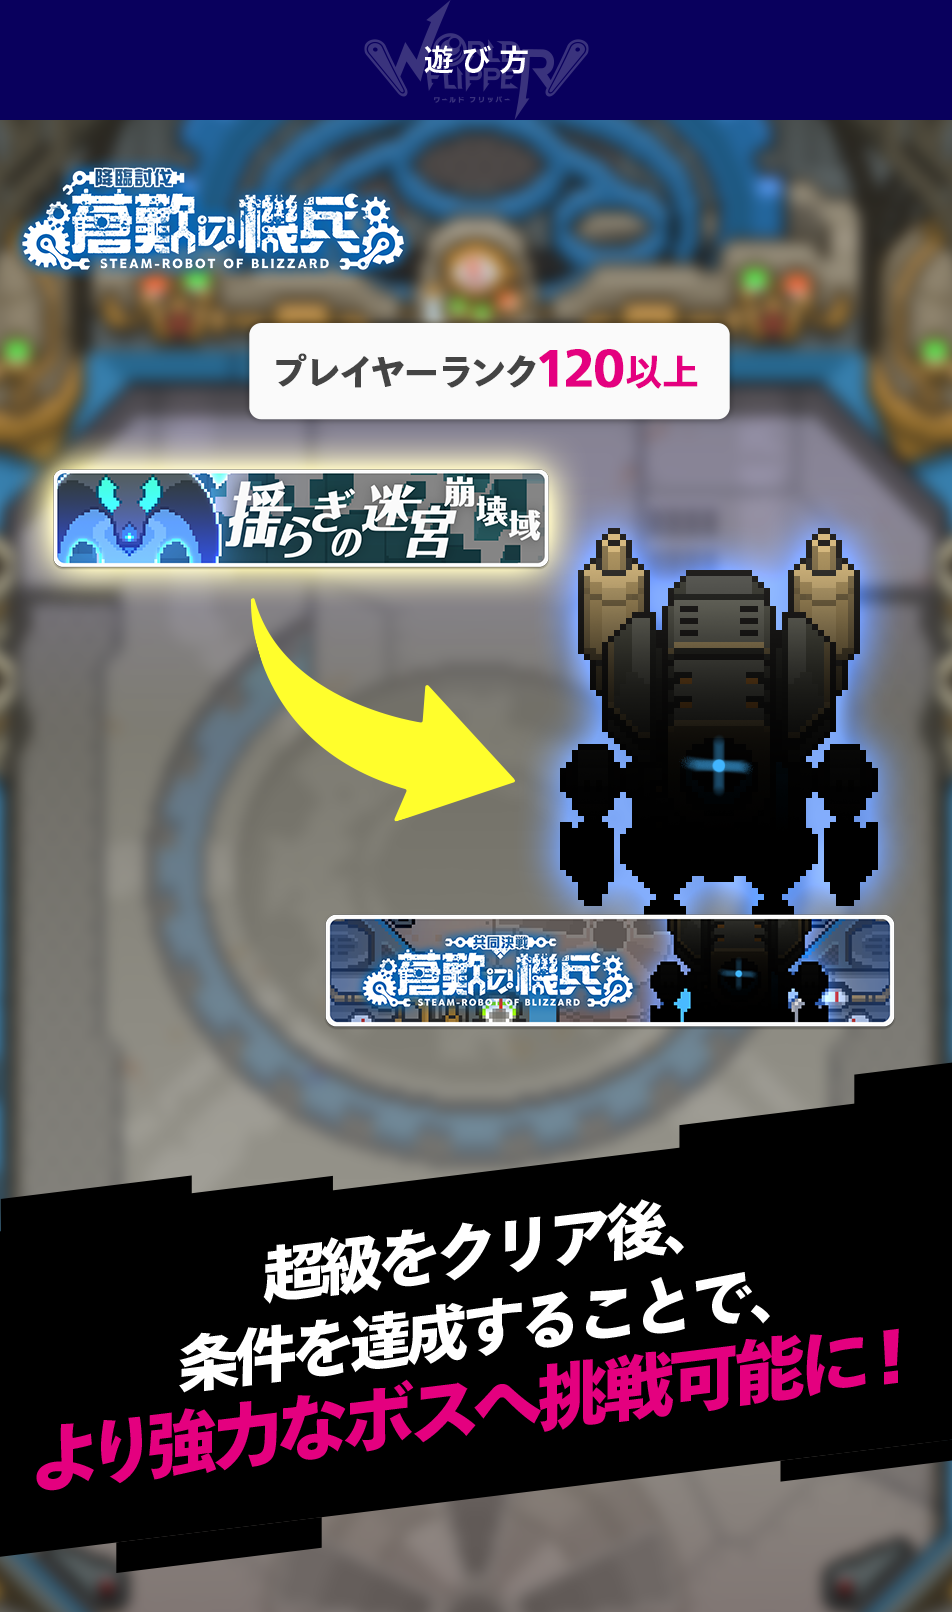 WORLD FLIPPER
ワールド フリッパー
遊び方
降臨討伐
蒼歎の機兵
STEAM-ROBOT OF BLIZZARD
プレイヤーランク120以上
揺らぎの迷宮 崩壊域
共同決戦
蒼歎の機兵
STEAM-ROBOT OF BLIZZARD
超級をクリア後、
条件を達成することで、
より強力なボスへ挑戦可能に！